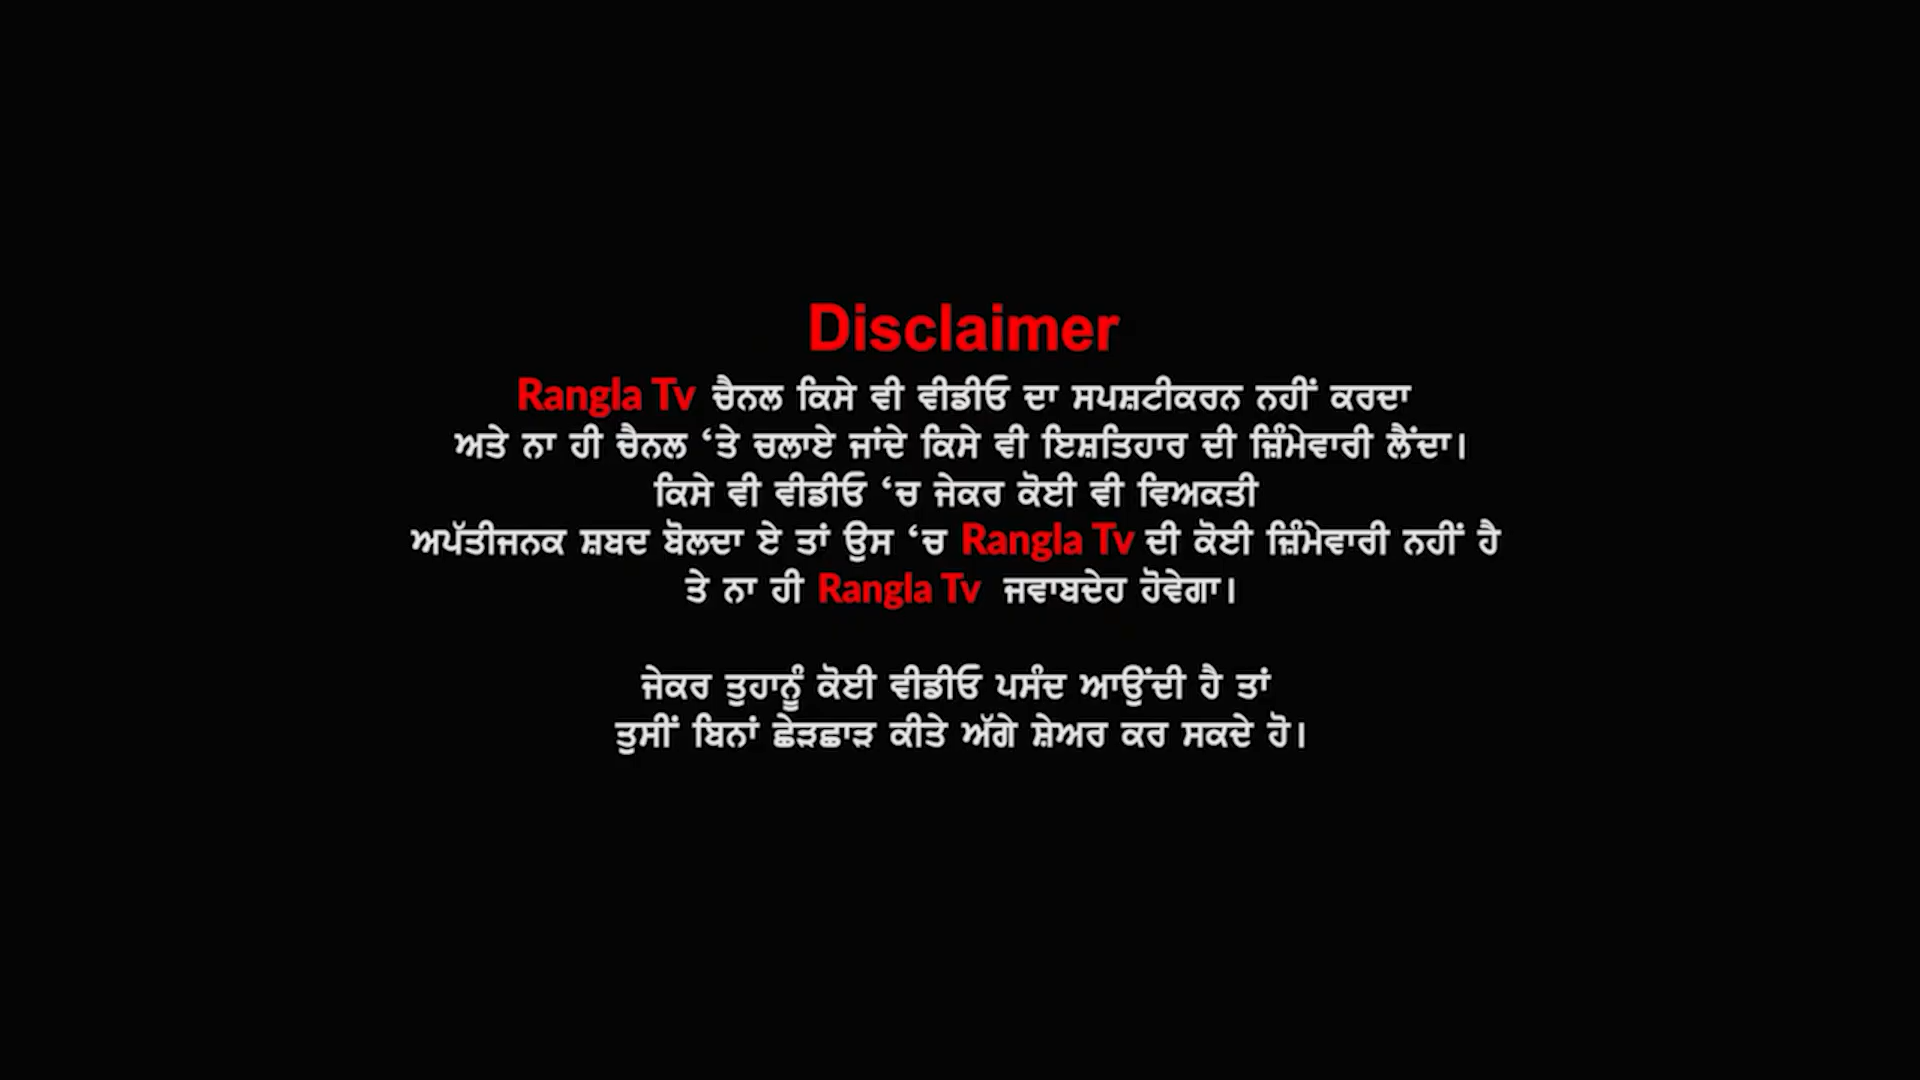 Disclaimer
Rangla Tv ਚੈਨਲ ਕਿਸੇ ਵੀ ਵੀਡੀਓ ਦਾ ਸਪਸ਼ਟੀਕਰਨ ਨਹੀਂ ਕਰਦਾ
ਅਤੇ ਨਾ ਹੀ ਚੈਨਲ ‘ਤੇ ਚਲਾਏ ਜਾਂਦੇ ਕਿਸੇ ਵੀ ਇਸ਼ਤਿਹਾਰ ਦੀ ਜ਼ਿੰਮੇਵਾਰੀ ਲੈਂਦਾ।
ਕਿਸੇ ਵੀ ਵੀਡੀਓ ‘ਚ ਜੇਕਰ ਕੋਈ ਵੀ ਵਿਅਕਤੀ
ਅਪੱਤੀਜਨਕ ਸ਼ਬਦ ਬੋਲਦਾ ਏ ਤਾਂ ਉਸ ‘ਚ Rangla Tv ਦੀ ਕੋਈ ਜ਼ਿੰਮੇਵਾਰੀ ਨਹੀਂ ਹੈ
ਤੇ ਨਾ ਹੀ Rangla Tv ਜਵਾਬਦੇਹ ਹੋਵੇਗਾ।
ਜੇਕਰ ਤੁਹਾਨੂੰ ਕੋਈ ਵੀਡੀਓ ਪਸੰਦ ਆਉਂਦੀ ਹੈ ਤਾਂ
ਤੁਸੀਂ ਬਿਨਾਂ ਛੇੜਛਾੜ ਕੀਤੇ ਅੱਗੇ ਸ਼ੇਅਰ ਕਰ ਸਕਦੇ ਹੋ।